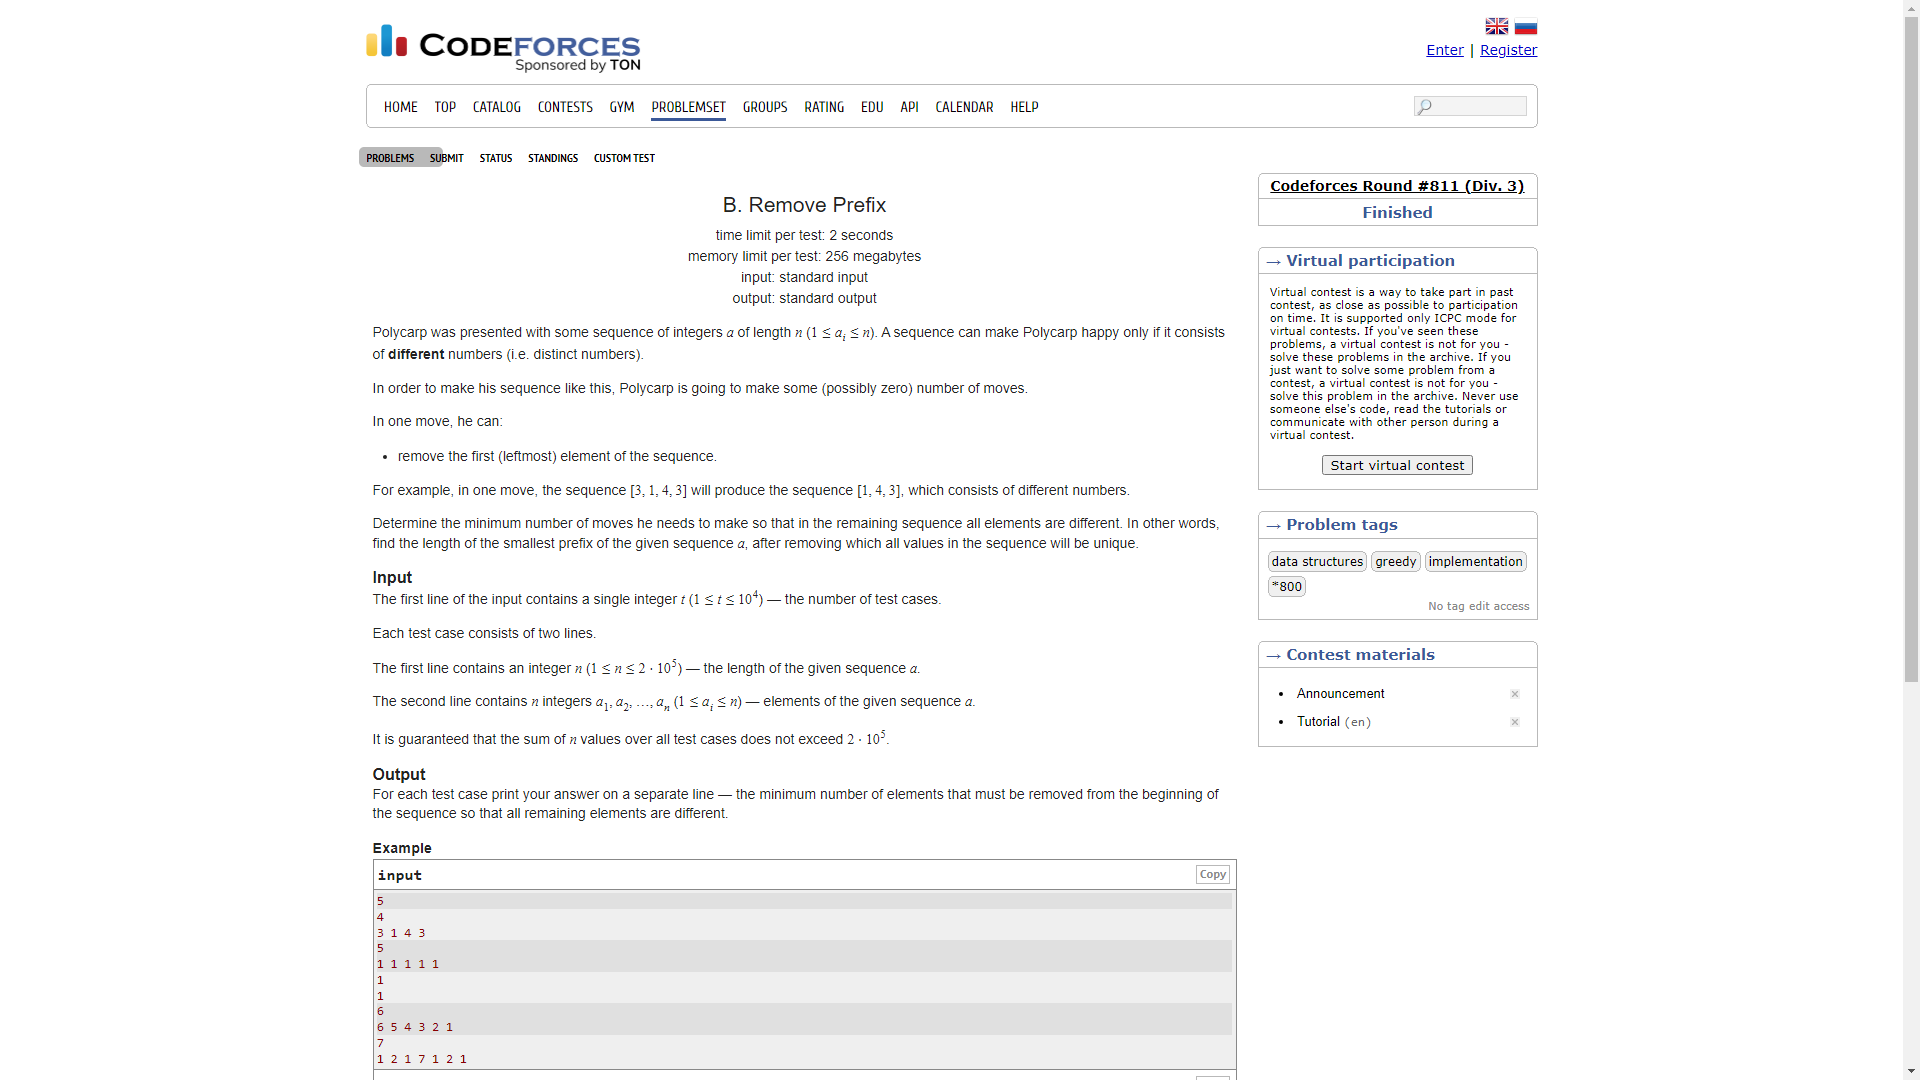 CODEFORCES
Sponsored by TON
Enter | Register
HOME TOP CATALOG CONTESTS GYM PROBLEMSET GROUPS RATING EDU API CALENDAR HELP
PROBLEMS SUBMIT STATUS STANDINGS CUSTOM TEST
B. Remove Prefix
time limit per test: 2 seconds
memory limit per test: 256 megabytes
input: standard input
output: standard output
Polycarp was presented with some sequence of integers a of length n (1 ≤ a_i ≤ n). A sequence can make Polycarp happy only if it consists
of different numbers (i.e. distinct numbers).
In order to make his sequence like this, Polycarp is going to make some (possibly zero) number of moves.
In one move, he can:
• remove the first (leftmost) element of the sequence.
For example, in one move, the sequence [3, 1, 4, 3] will produce the sequence [1, 4, 3], which consists of different numbers.
Determine the minimum number of moves he needs to make so that in the remaining sequence all elements are different. In other words,
find the length of the smallest prefix of the given sequence a, after removing which all values in the sequence will be unique.
Input
The first line of the input contains a single integer t (1 ≤ t ≤ 10^4) — the number of test cases.
Each test case consists of two lines.
The first line contains an integer n (1 ≤ n ≤ 2 · 10^5) — the length of the given sequence a.
The second line contains n integers a_1, a_2, …, a_n (1 ≤ a_i ≤ n) — elements of the given sequence a.
It is guaranteed that the sum of n values over all test cases does not exceed 2 · 10^5.
Output
For each test case print your answer on a separate line — the minimum number of elements that must be removed from the beginning of
the sequence so that all remaining elements are different.
Example
input
Copy
5
4
3 1 4 3
5
1 1 1 1 1
1
1
6
6 5 4 3 2 1
7
1 2 1 7 1 2 1
Codeforces Round #811 (Div. 3)
Finished
→ Virtual participation
Virtual contest is a way to take part in past
contest, as close as possible to participation
on time. It is supported only ICPC mode for
virtual contests. If you've seen these
problems, a virtual contest is not for you -
solve these problems in the archive. If you
just want to solve some problem from a
contest, a virtual contest is not for you -
solve this problem in the archive. Never use
someone else's code, read the tutorials or
communicate with other person during a
virtual contest.
Start virtual contest
→ Problem tags
data structures greedy implementation
*800
No tag edit access
→ Contest materials
• Announcement
• Tutorial (en)